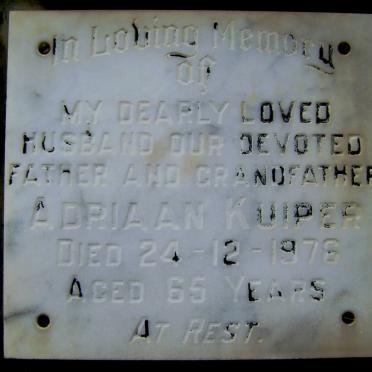 In Loving Memory
of
MY DEARLY LOVED
HUSBAND OUR DEVOTED
FATHER AND GRANDFATHER
ADRIAAN KUIPER
DIED 24-12-1976
AGED 65 YEARS
AT REST.